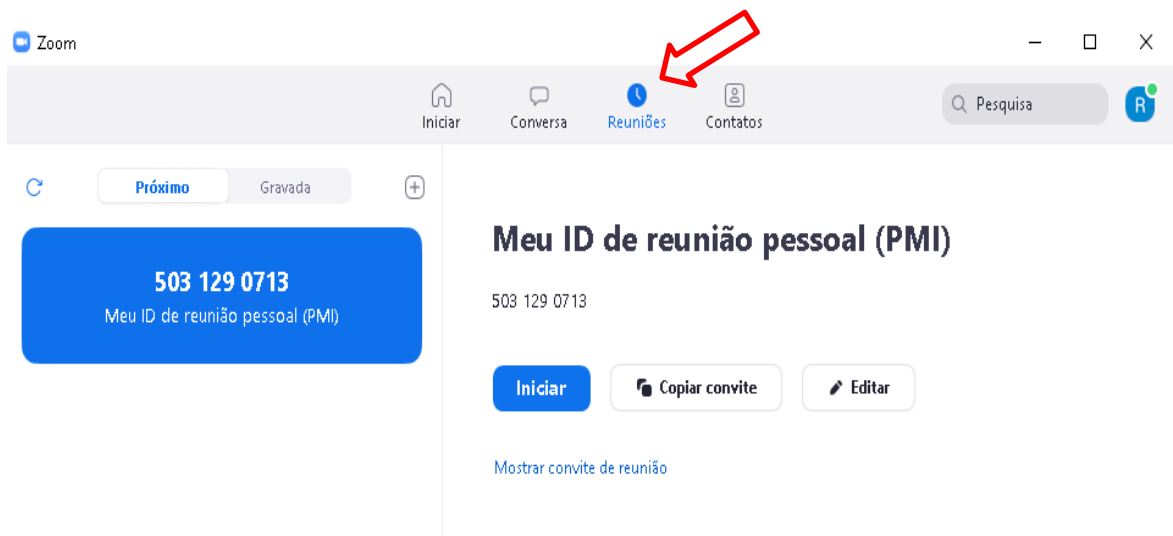 Zoom
Iniciar
Conversa
Reuniões
Contatos
Pesquisa
R
Próximo
Gravada
503 129 0713
Meu ID de reunião pessoal (PMI)
Meu ID de reunião pessoal (PMI)
503 129 0713
Iniciar
Copiar convite
Editar
Mostrar convite de reunião